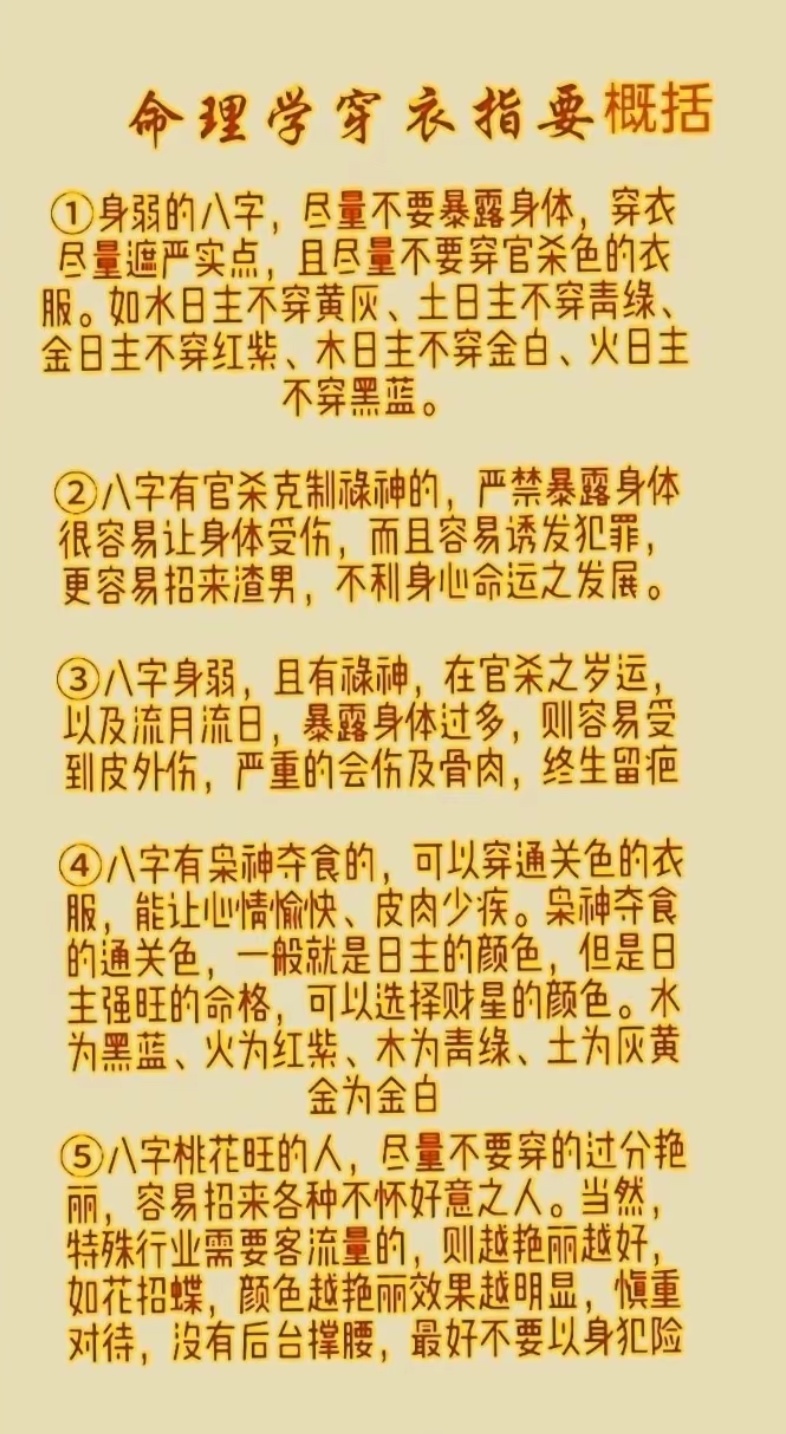 命理学穿衣指要概括
①身弱的八字，尽量不要暴露身体，穿衣
尽量遮严实点，且尽量不要穿官杀色的衣
服。如水日主不穿黄灰、土日主不穿青绿、
金日主不穿红紫、木日主不穿金白、火日主
不穿黑蓝。
②八字有官杀克制禄神的，严禁暴露身体
很容易让身体受伤，而且容易诱发犯罪，
更容易招来渣男，不利身心命运之发展。
③八字身弱，且有禄神，在官杀之岁运，
以及流月流日，暴露身体过多，则容易受
到皮外伤，严重的会伤及骨肉，终生留疤
④八字有枭神夺食的，可以穿通关色的衣
服，能让心情愉快、皮肉少疾。枭神夺食
的通关色，一般就是日主的颜色，但是日
主强旺的命格，可以选择财星的颜色。水
为黑蓝、火为红紫、木为青绿、土为灰黄
金为金白
⑤八字桃花旺的人，尽量不要穿的过分艳
丽，容易招来各种不怀好意之人。当然，
特殊行业需要客流量的，则越艳丽越好，
如花招蝶，颜色越艳丽效果越明显，慎重
对待，没有后台撑腰，最好不要以身犯险